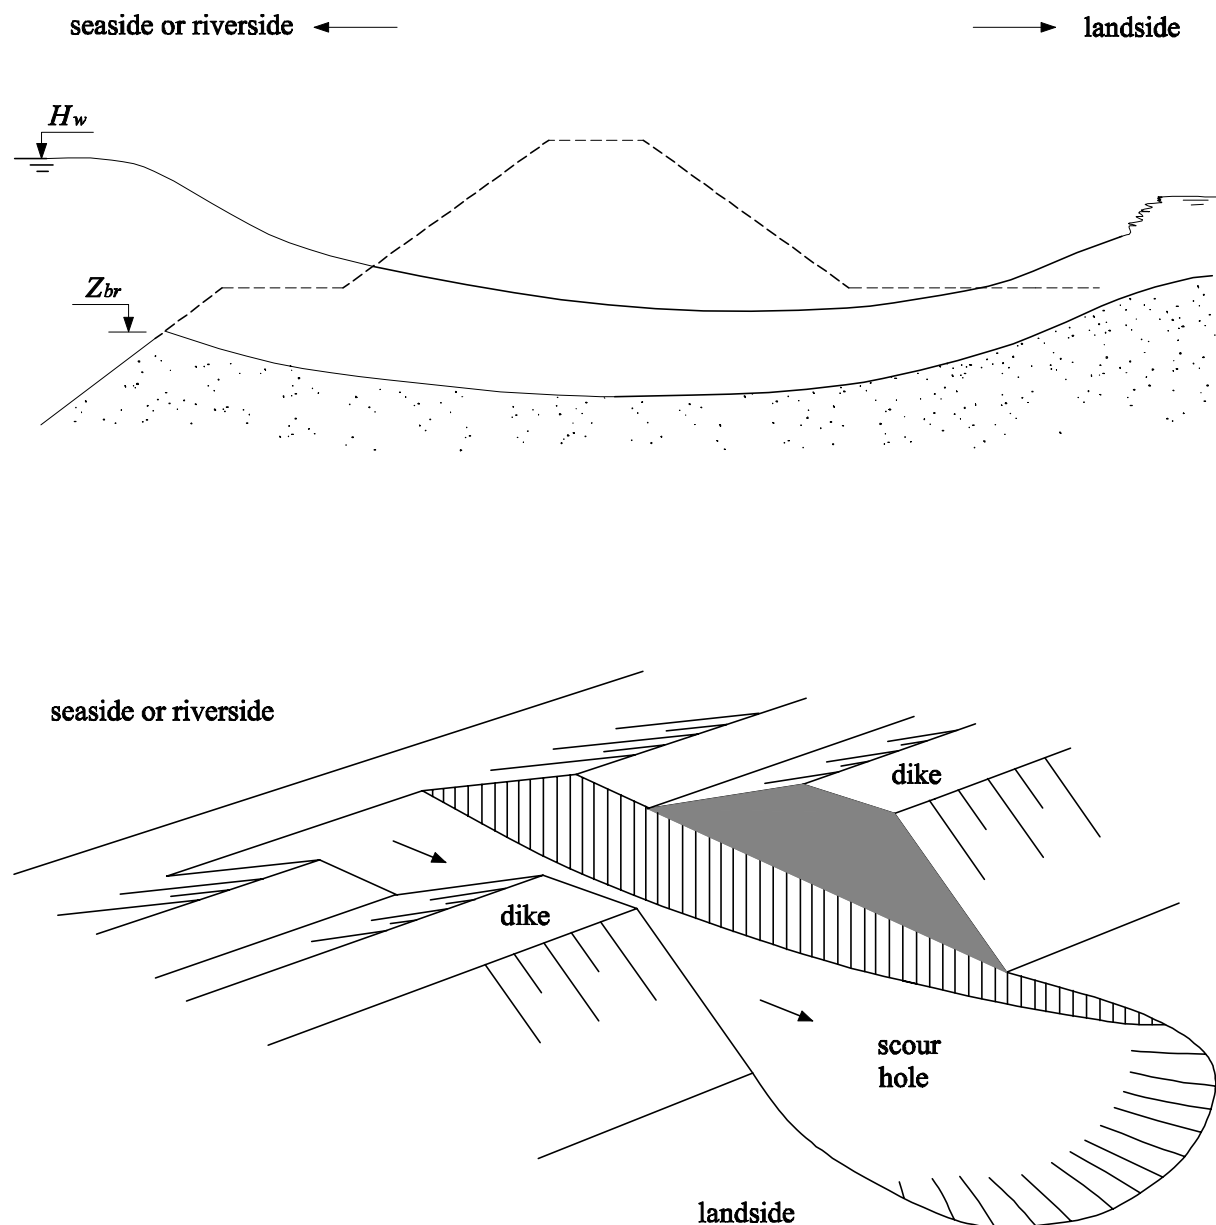 seaside or riverside
landside
Hw
Zbr
seaside or riverside
dike
dike
scour
hole
landside